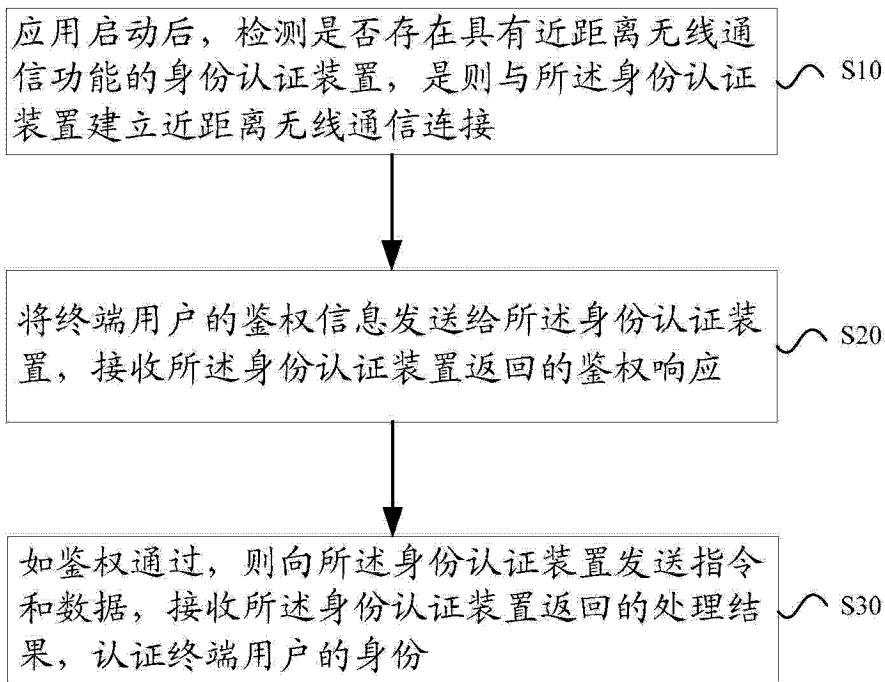 应用启动后，检测是否存在具有近距离无线通
信功能的身份认证装置，是则与所述身份认证
装置建立近距离无线通信连接
S10
将终端用户的鉴权信息发送给所述身份认证装
置，接收所述身份认证装置返回的鉴权响应
S20
如鉴权通过，则向所述身份认证装置发送指令
和数据，接收所述身份认证装置返回的处理结
果，认证终端用户的身份
S30